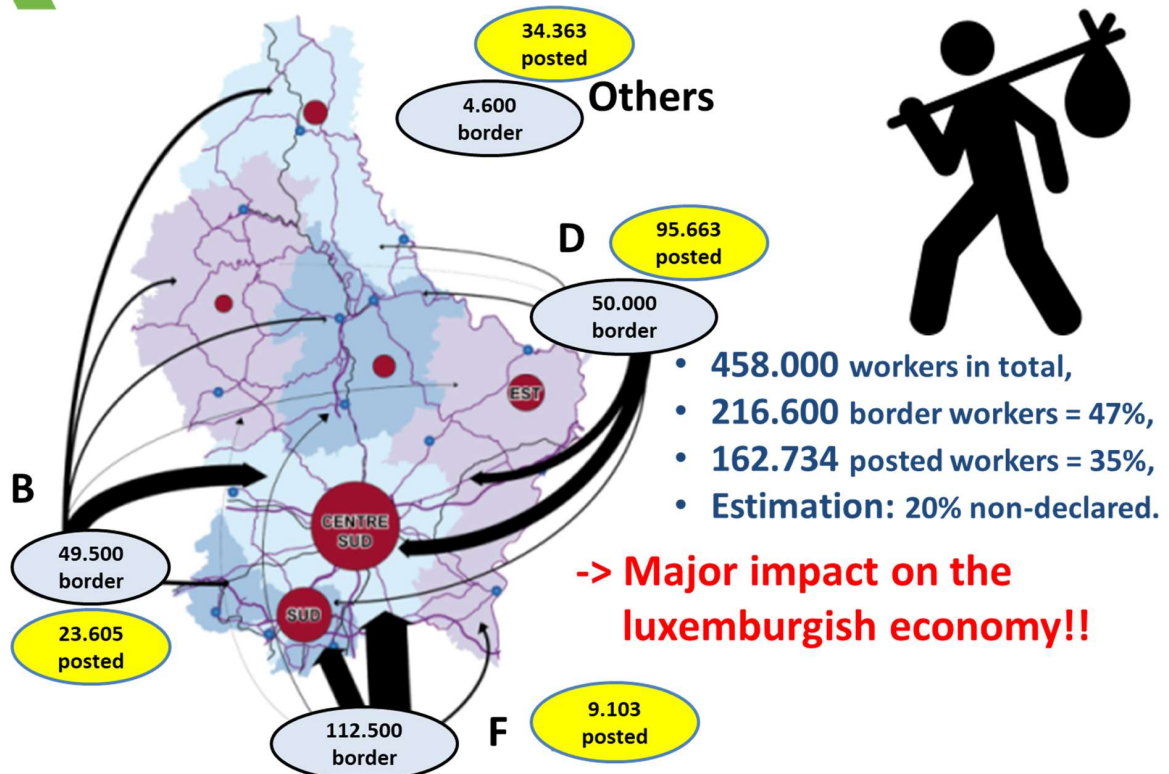 34.363
posted
4.600
border
Others
D
95.663
posted
50.000
border
EST
• 458.000 workers in total,
• 216.600 border workers = 47%,
• 162.734 posted workers = 35%,
• Estimation: 20% non-declared.
B
CENTRE
SUD
49.500
border
SUD
-> Major impact on the
luxemburgish economy!!
23.605
posted
112.500
border
F
9.103
posted